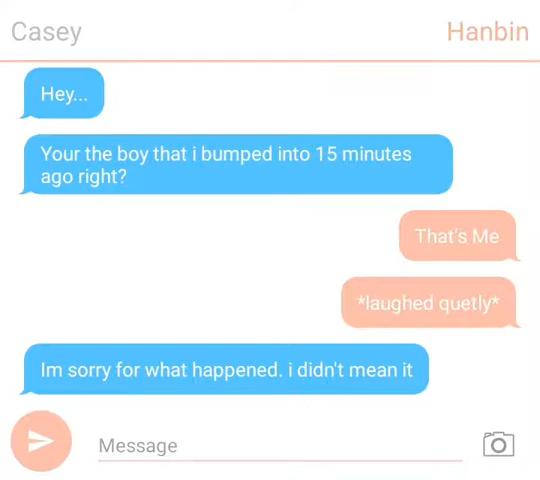 Casey
Hanbin
Hey...
Your the boy that i bumped into 15 minutes
ago right?
That's Me
*laughed quetly*
Im sorry for what happened. i didn't mean it
Message